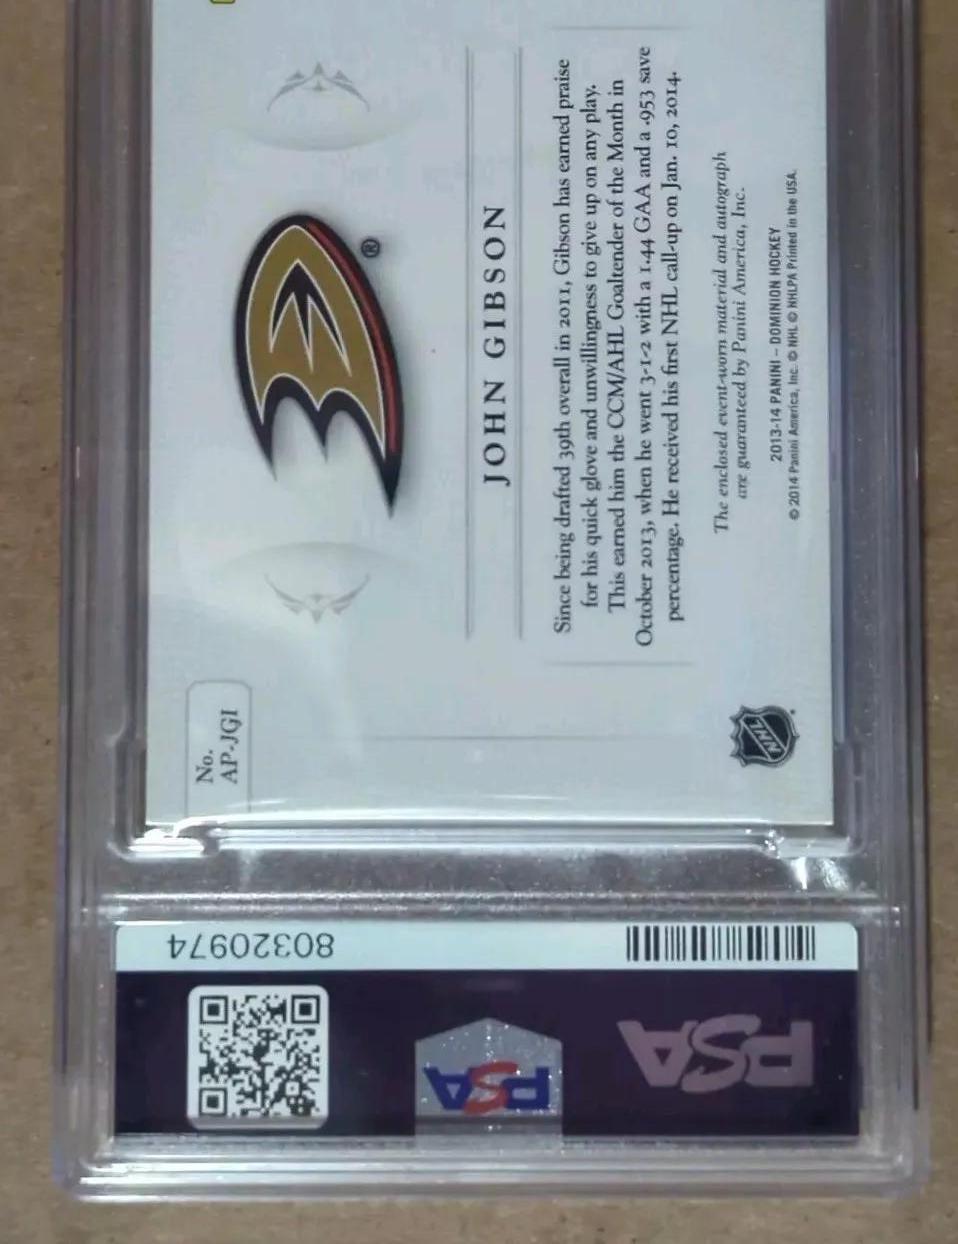 No.
AP-JGI
®
JOHN GIBSON
Since being drafted 39th overall in 2011, Gibson has earned praise
for his quick glove and unwillingness to give up on any play.
This earned him the CCM/AHL Goaltender of the Month in
October 2013, when he went 3-1-2 with a 1.44 GAA and a .953 save
percentage. He received his first NHL call-up on Jan. 10, 2014.
The enclosed event-worn material and autograph
are guaranteed by Panini America, Inc.
2013-14 PANINI – DOMINION HOCKEY
© 2014 Panini America, Inc. © NHL © NHLPA Printed in the USA.
NHL
80320974
PSA
PSA